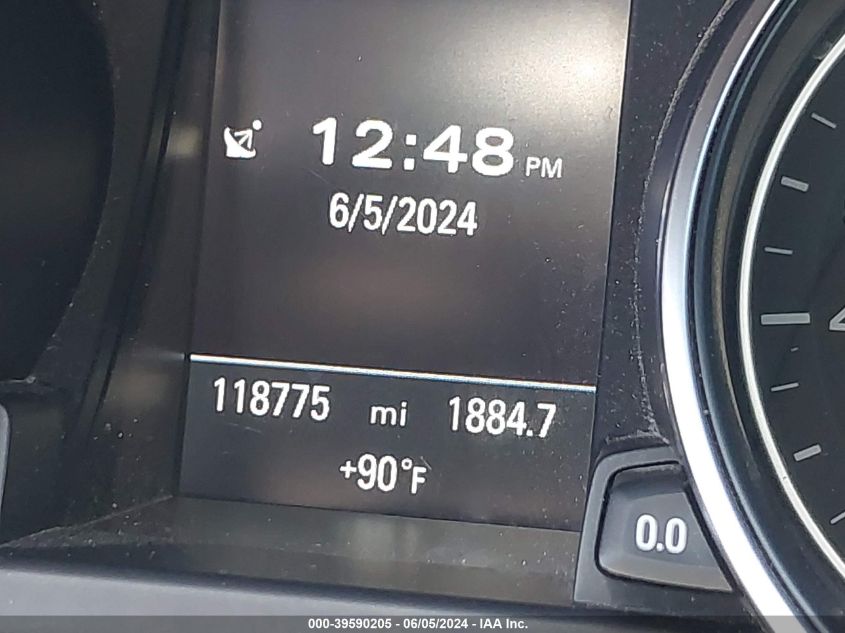 12:48 PM
6/5/2024
118775 mi 1884.7
+90°F
0.0
000-39590205 - 06/05/2024 - IAA Inc.